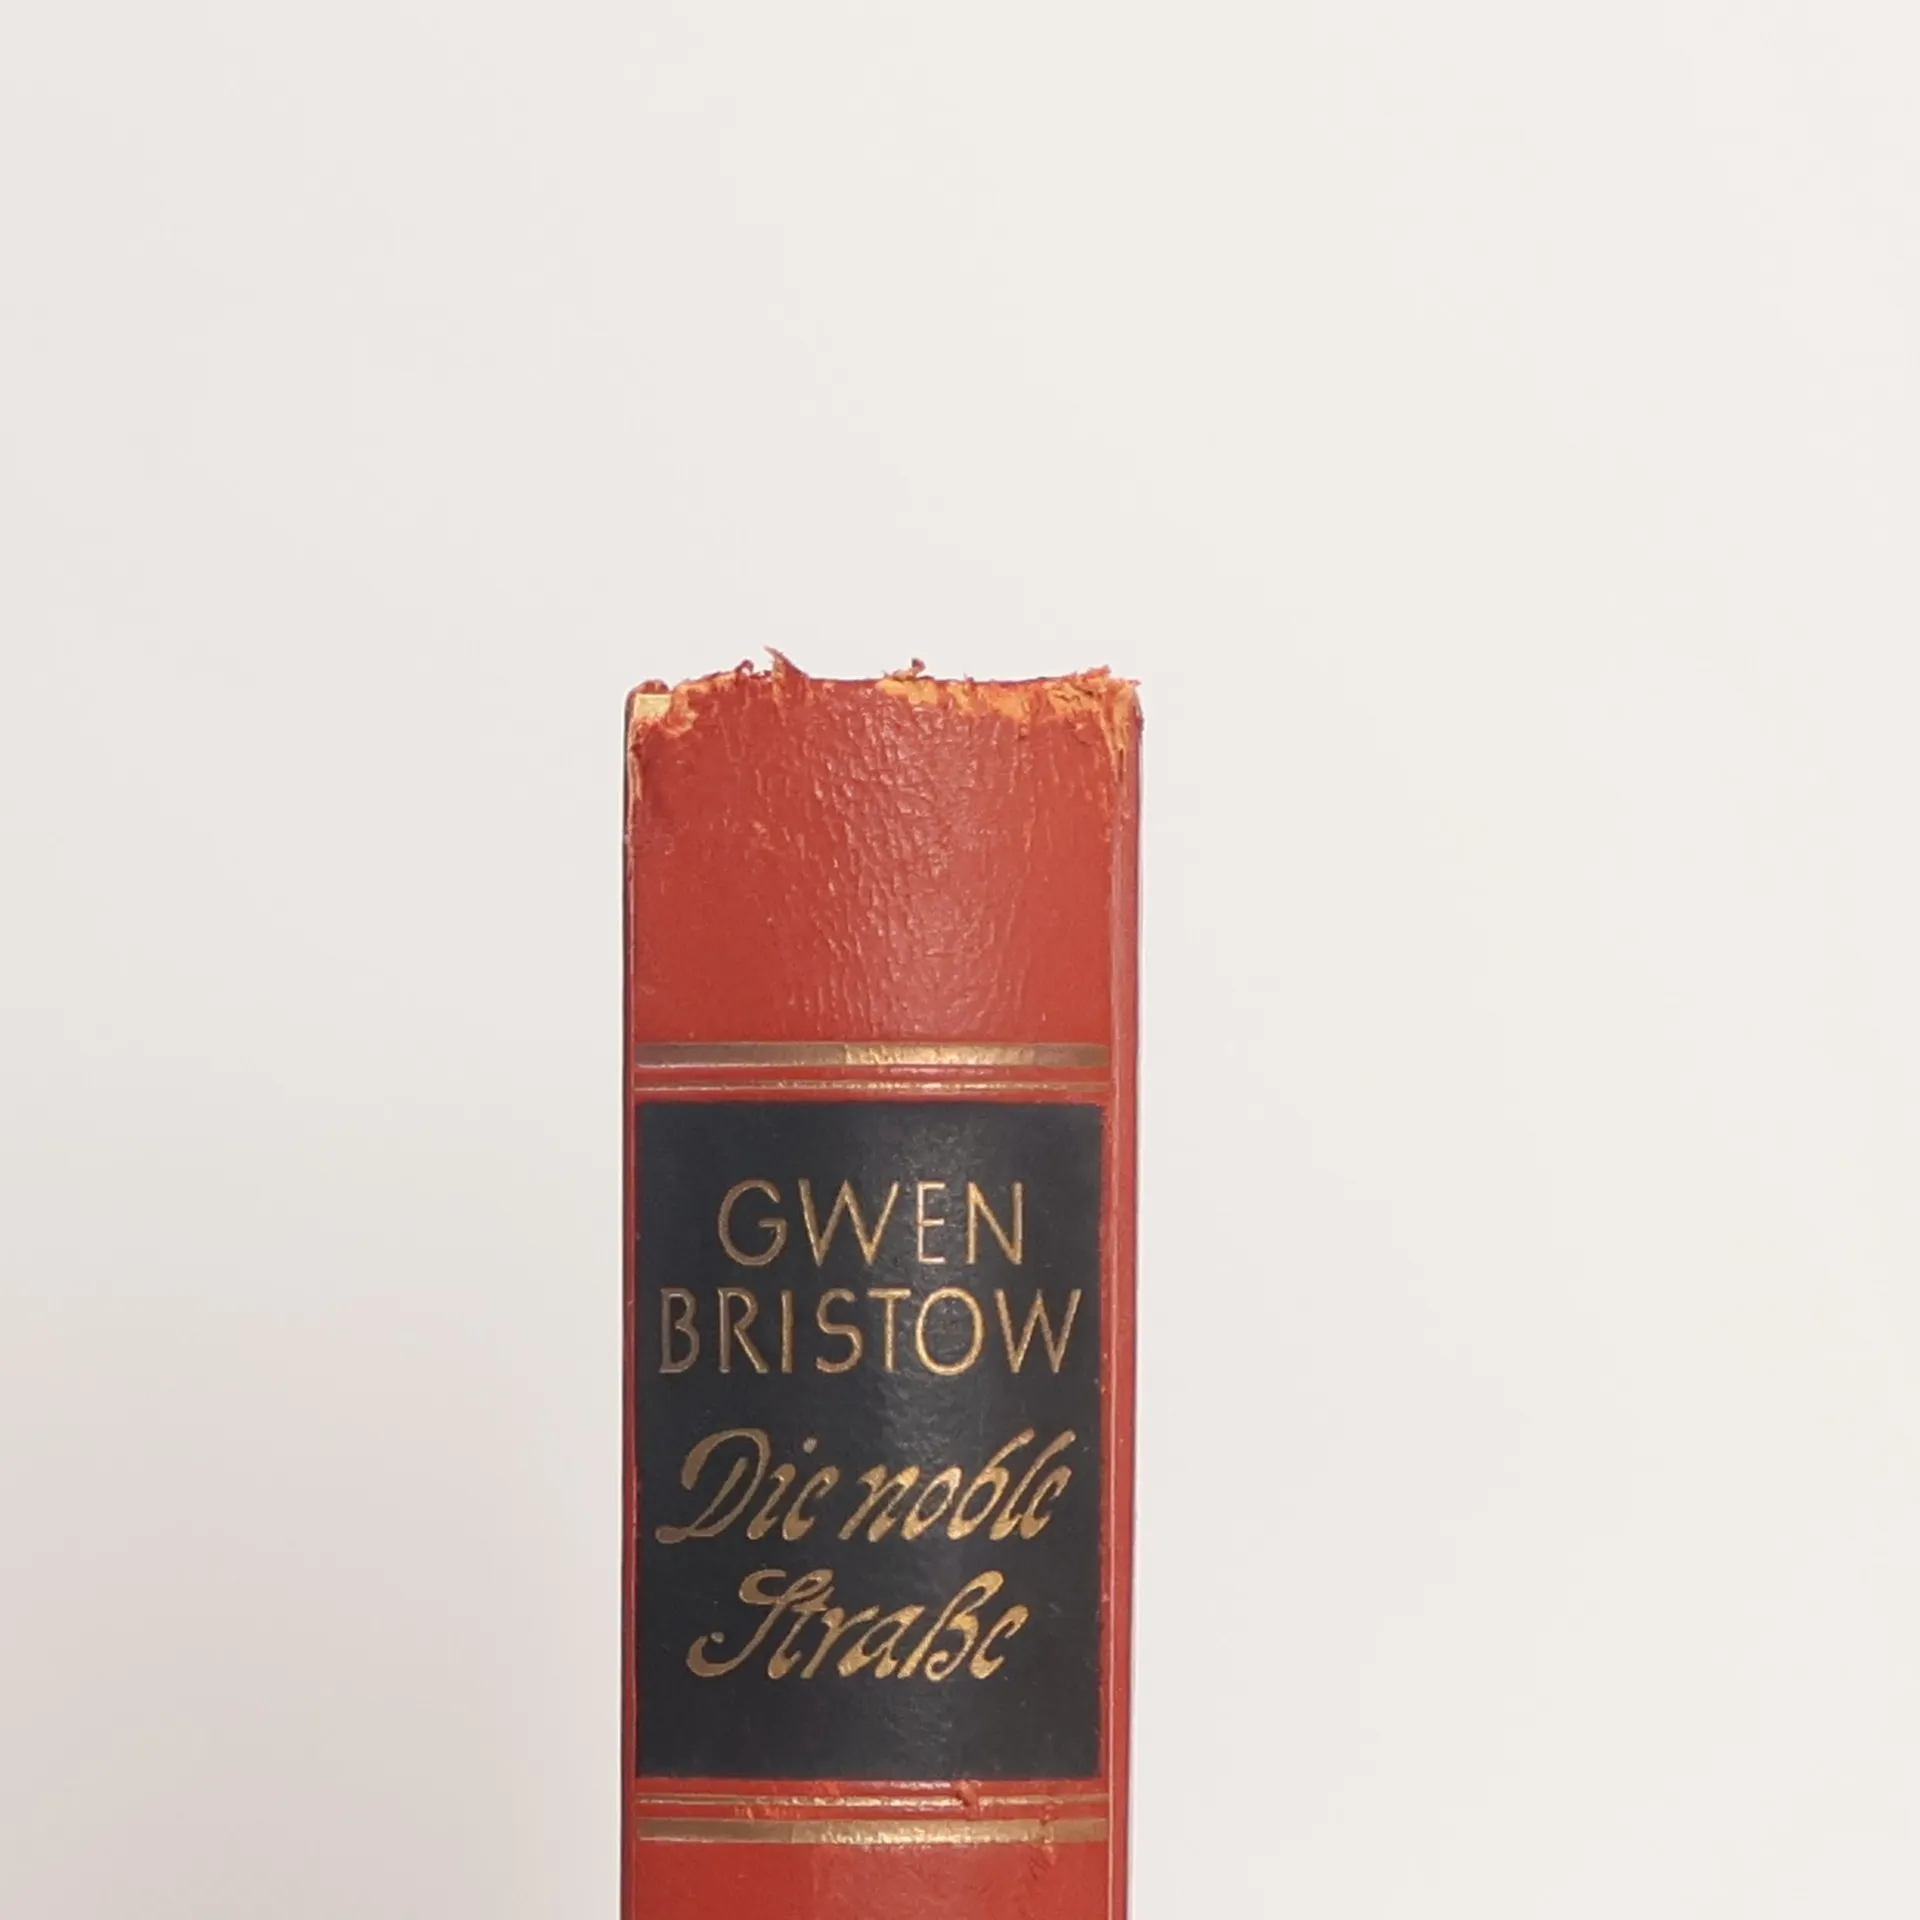 GWEN
BRISTOW
Die noble
Straße